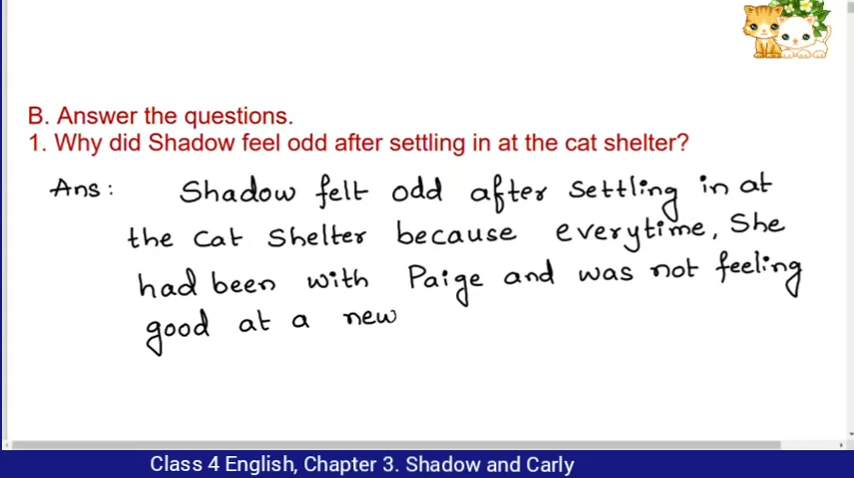 B. Answer the questions.
1. Why did Shadow feel odd after settling in at the cat shelter?
Ans: Shadow felt odd after settling in at
the cat shelter because everytime, She
had been with Paige and was not feeling
good at a new
Class 4 English, Chapter 3. Shadow and Carly